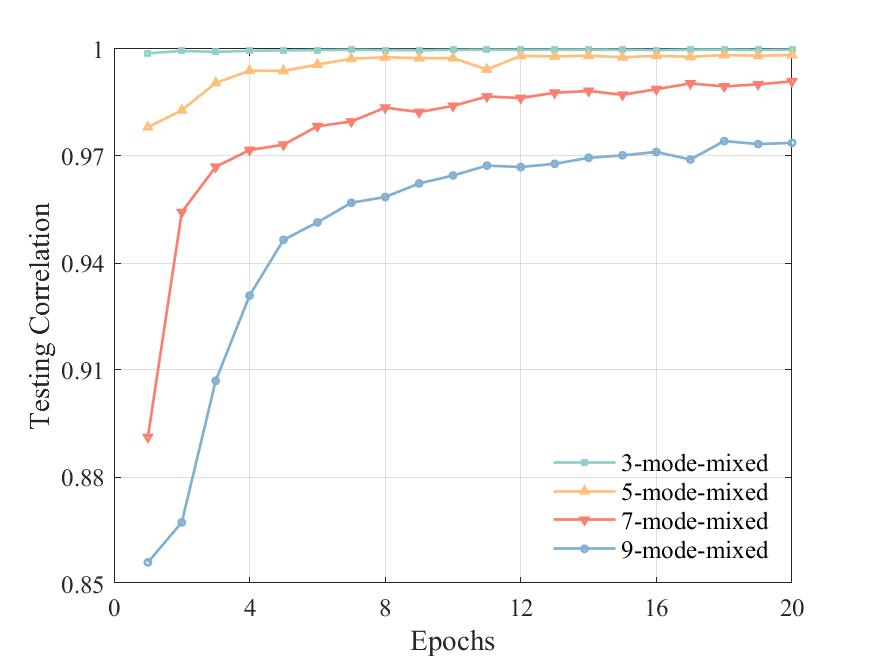 1
0.97
0.94
0.91
0.88
0.85
0
4
8
12
16
20
Testing Correlation
Epochs
3-mode-mixed
5-mode-mixed
7-mode-mixed
9-mode-mixed